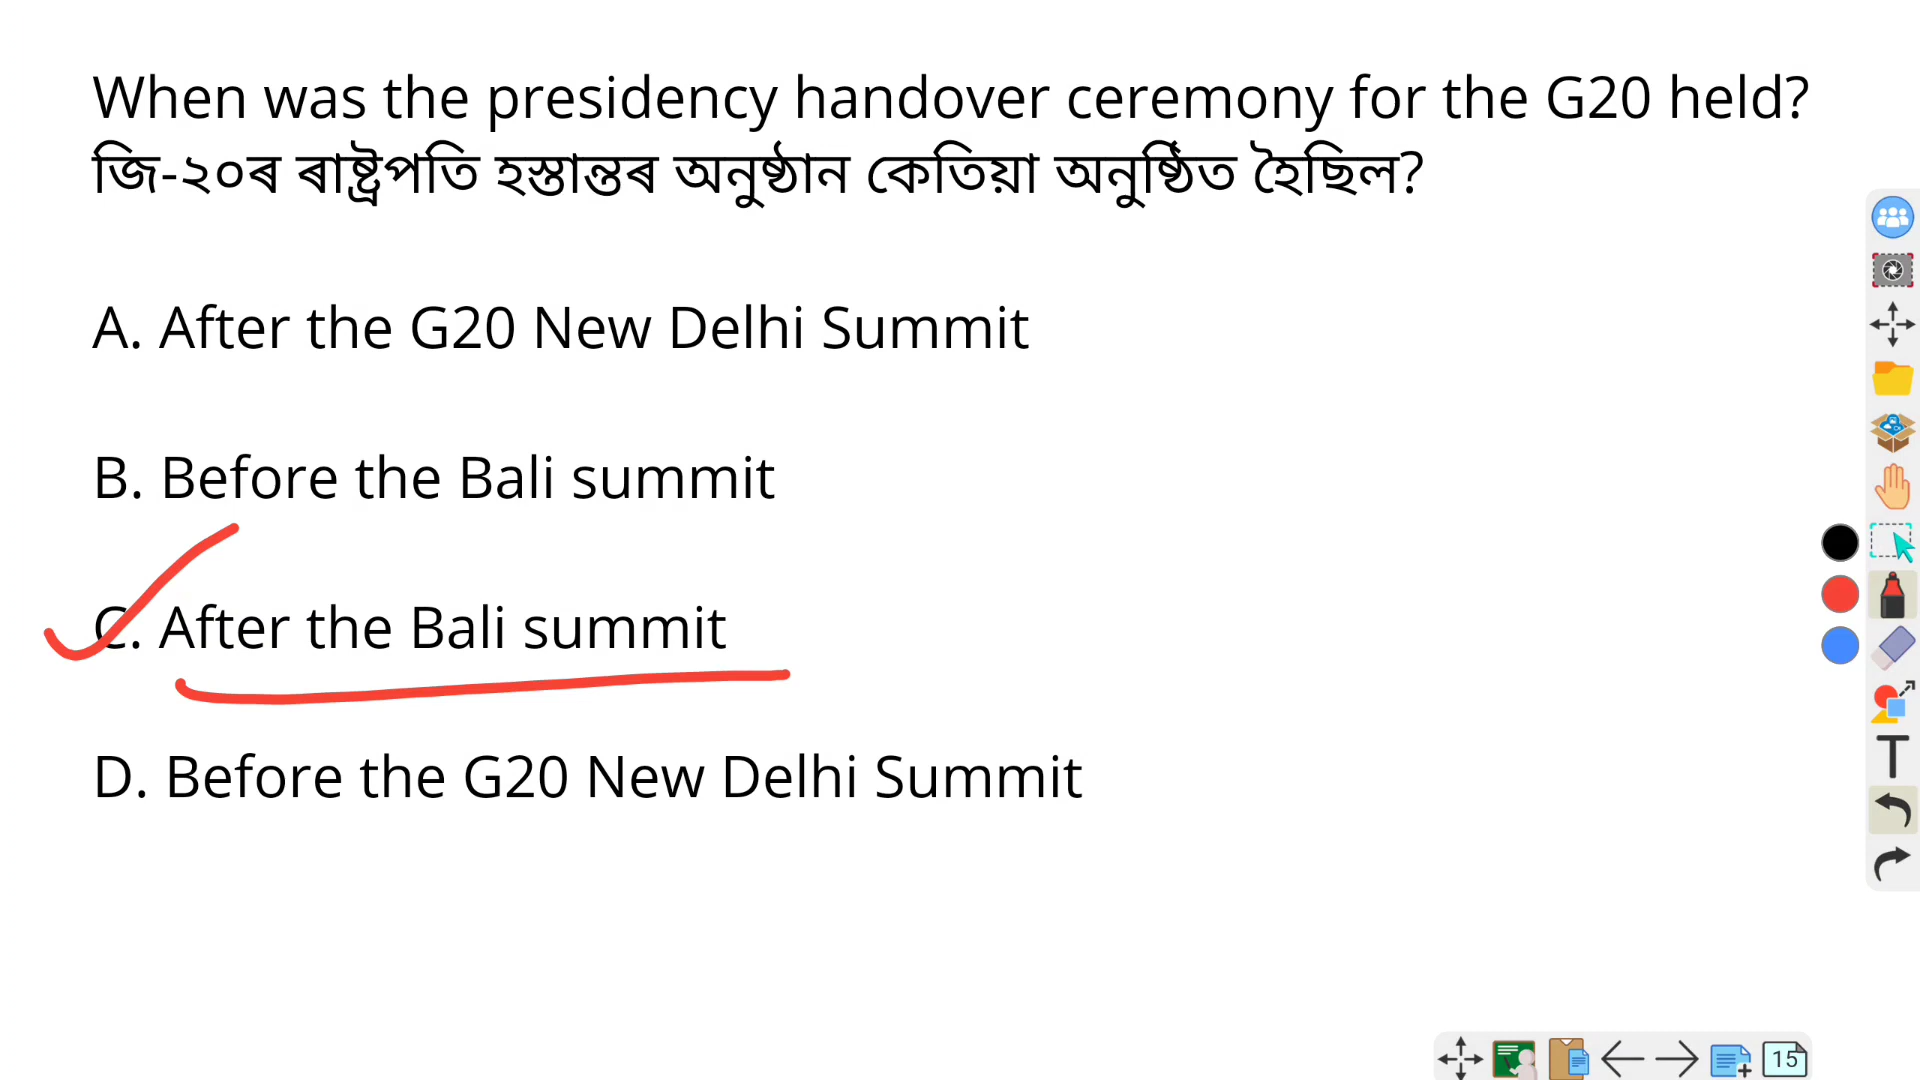 When was the presidency handover ceremony for the G20 held?
জি-২০ৰ ৰাষ্ট্ৰপতি হস্তান্তৰ অনুষ্ঠান কেতিয়া অনুষ্ঠিত হৈছিল?
A. After the G20 New Delhi Summit
B. Before the Bali summit
C. After the Bali summit
D. Before the G20 New Delhi Summit
T
15